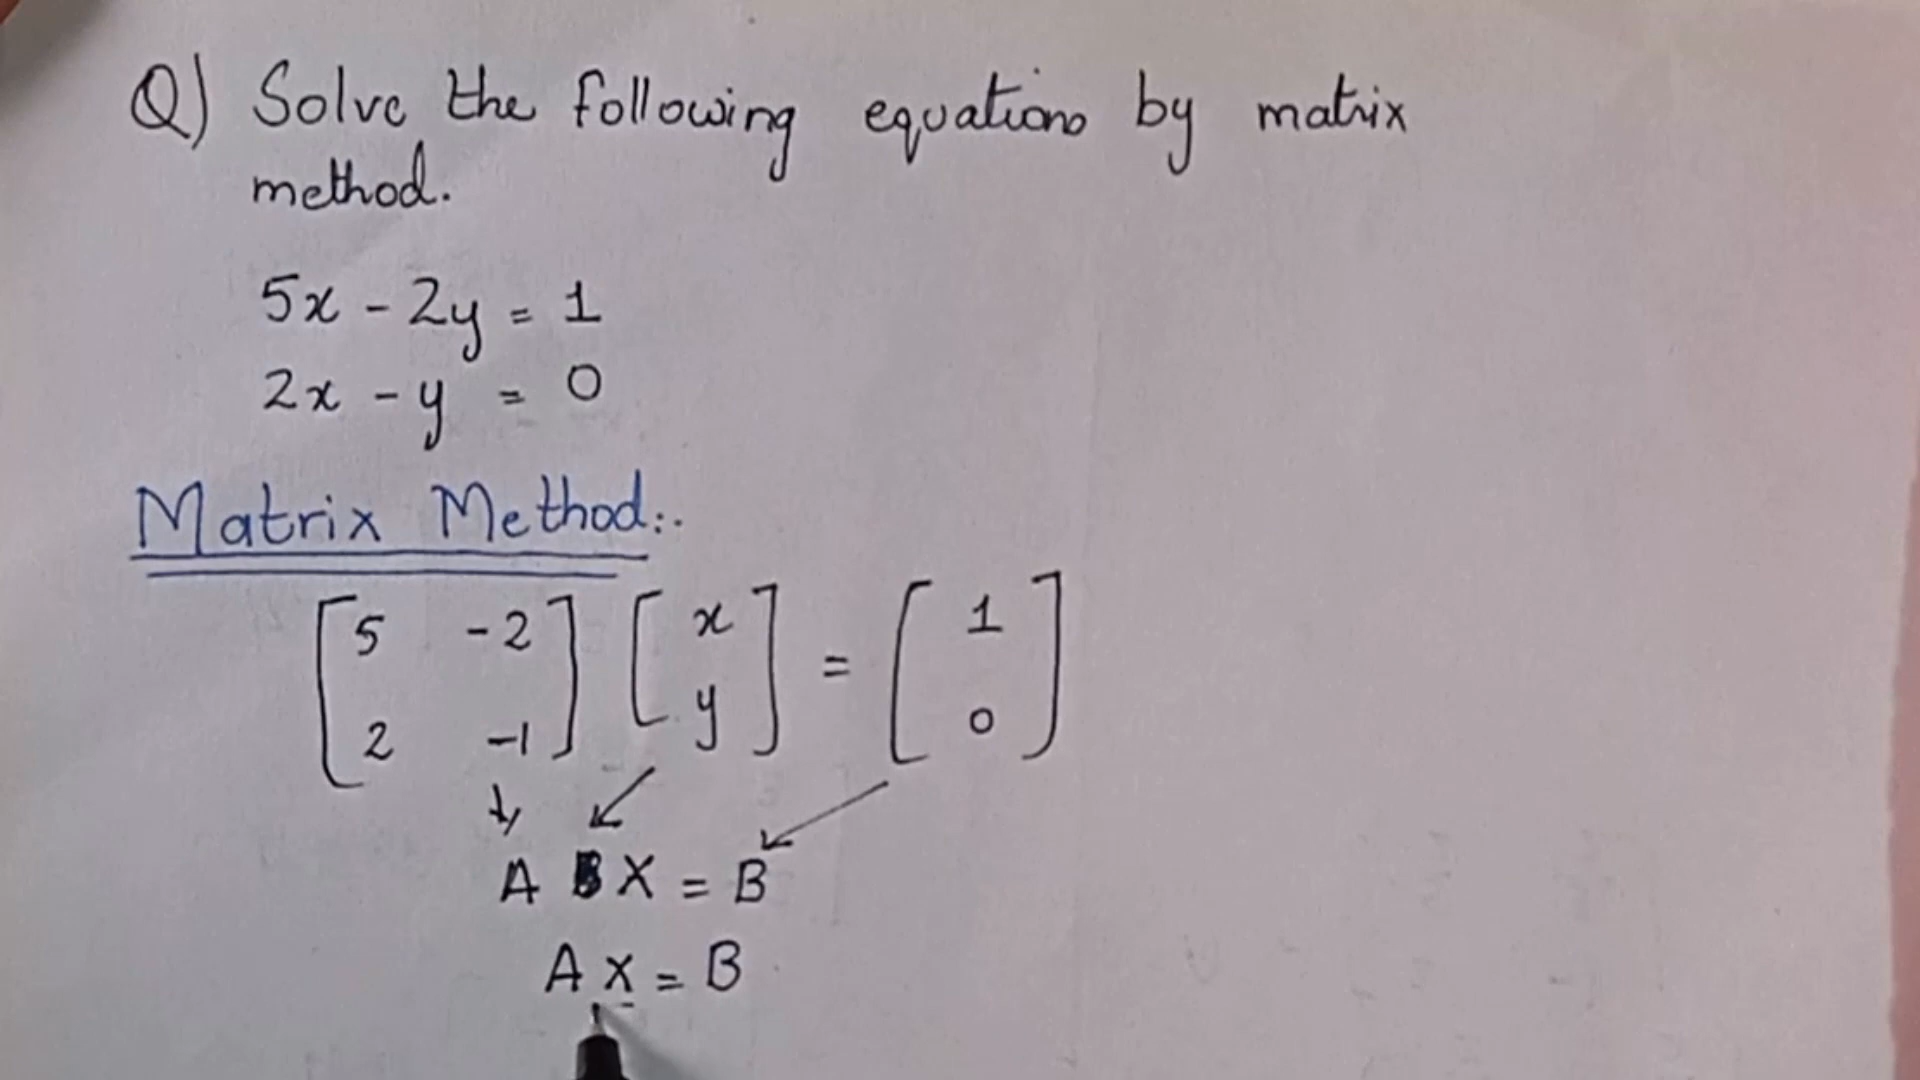 Q) Solve the following equations by matrix
method.
5x - 2y = 1
2x - y = 0
Matrix Method:.
[5 -2] [x] = [1]
[2 -1] [y] [0]
A X = B
AX = B